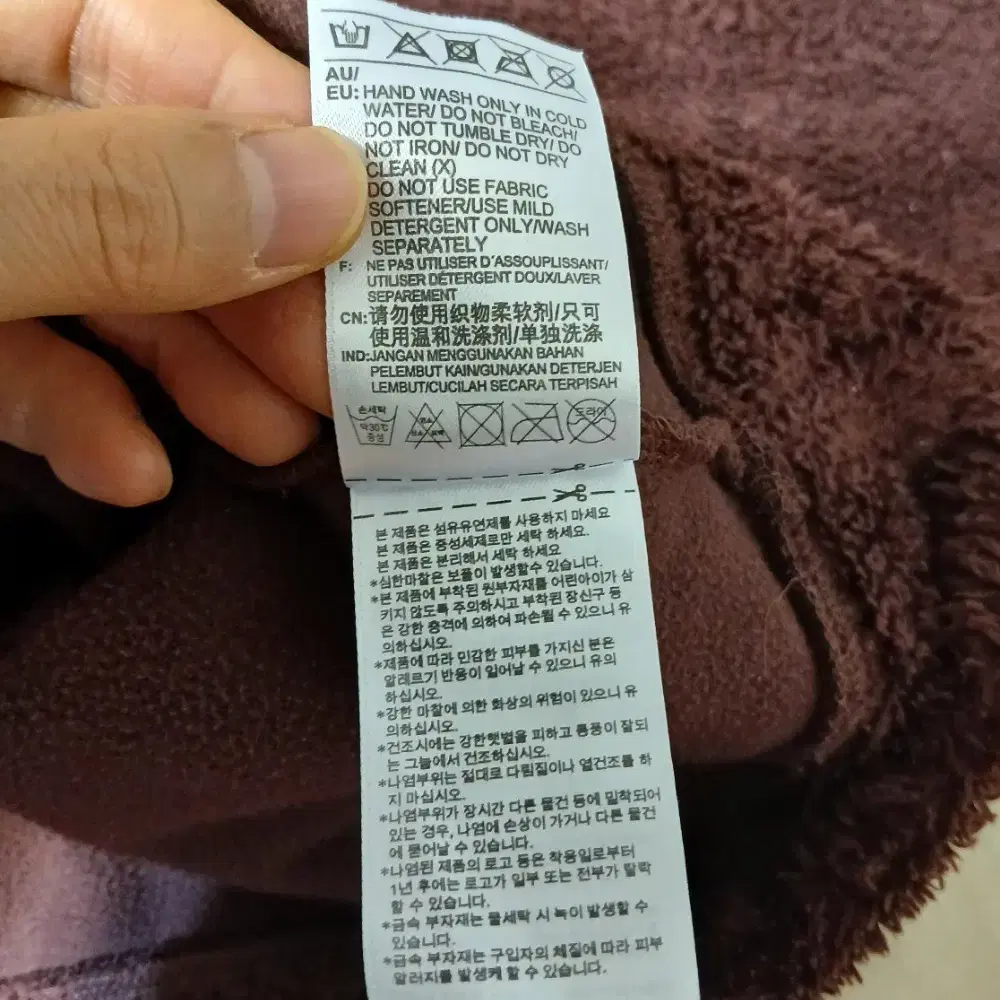 AU/
EU: HAND WASH ONLY IN COLD
WATER/ DO NOT BLEACH/
DO NOT TUMBLE DRY/ DO
NOT IRON/ DO NOT DRY
CLEAN (X)
DO NOT USE FABRIC
SOFTENER/USE MILD
DETERGENT ONLY/WASH
SEPARATELY
F: NE PAS UTILISER D'ASSOUPLISSANT/
UTILISER DÉTERGENT DOUX/LAVER
SEPAREMENT
CN:请勿使用织物柔软剂/只可
使用温和洗涤剂/单独洗涤
IND:JANGAN MENGGUNAKAN BAHAN
PELEMBUT KAIN/GUNAKAN DETERJEN
LEMBUT/CUCILAH SECARA TERPISAH
손세탁
약30℃
중성
드라이
본 제품은 섬유유연제를 사용하지 마세요
본 제품은 중성세제로만 세탁 하세요.
본 제품은 분리해서 세탁 하세요
*심한마찰은 보풀이 발생할수 있습니다.
*본 제품에 부착된 원부자재를 어린아이가 삼
키지 않도록 주의하시고 부착된 장신구 등
은 강한 충격에 의하여 파손될 수 있으니 유
의하십시오.
*제품에 따라 민감한 피부를 가지신 분은
알레르기 반응이 일어날 수 있으니 유의
하십시오.
*강한 마찰에 의한 화상의 위험이 있으니 유
의하십시오.
*건조시에는 강한햇볕을 피하고 통풍이 잘되
는 그늘에서 건조하십시오.
*나염부위는 절대로 다림질이나 열건조를 하
지 마십시오.
*나염부위가 장시간 다른 물건 등에 밀착되어
있는 경우, 나염에 손상이 가거나 다른 물건
에 묻어날 수 있습니다.
*나염된 제품의 로고 등은 착용일로부터
1년 후에는 로고가 일부 또는 전부가 탈락
할 수 있습니다.
*금속 부자재는 물세탁 시 녹이 발생할 수
있습니다.
*금속 부자재는 구입자의 체질에 따라 피부
알러지를 발생케 할 수 있습니다.